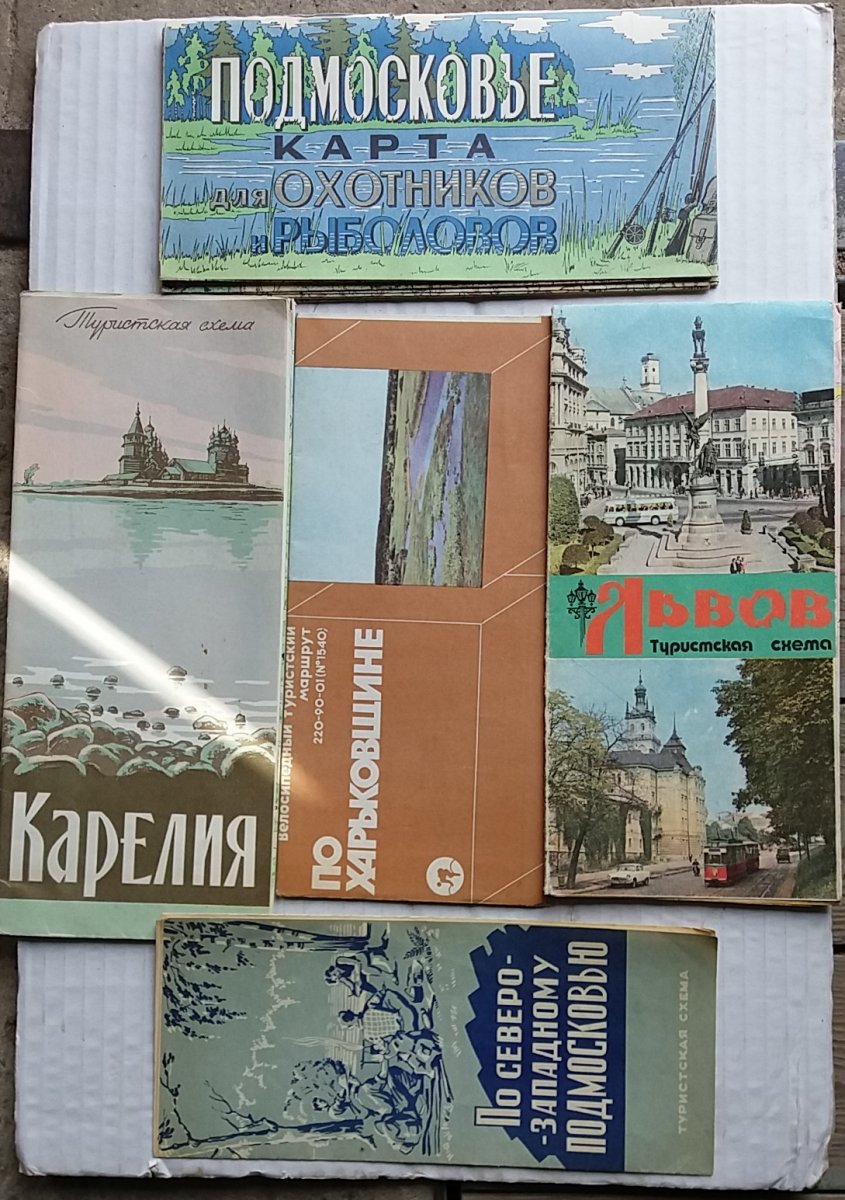 ПОДМОСКОВЬЕ
КАРТА
для ОХОТНИКОВ
и РЫБОЛОВОВ
Туристская схема
Карелия
Велосипедный туристский
маршрут
220-90-01 (№1540)
ПО
ХАРЬКОВЩИНЕ
Львов
Туристская схема
По СЕВЕРО-
-ЗАПАДНОМУ
ПОДМОСКОВЬЮ
ТУРИСТСКАЯ СХЕМА